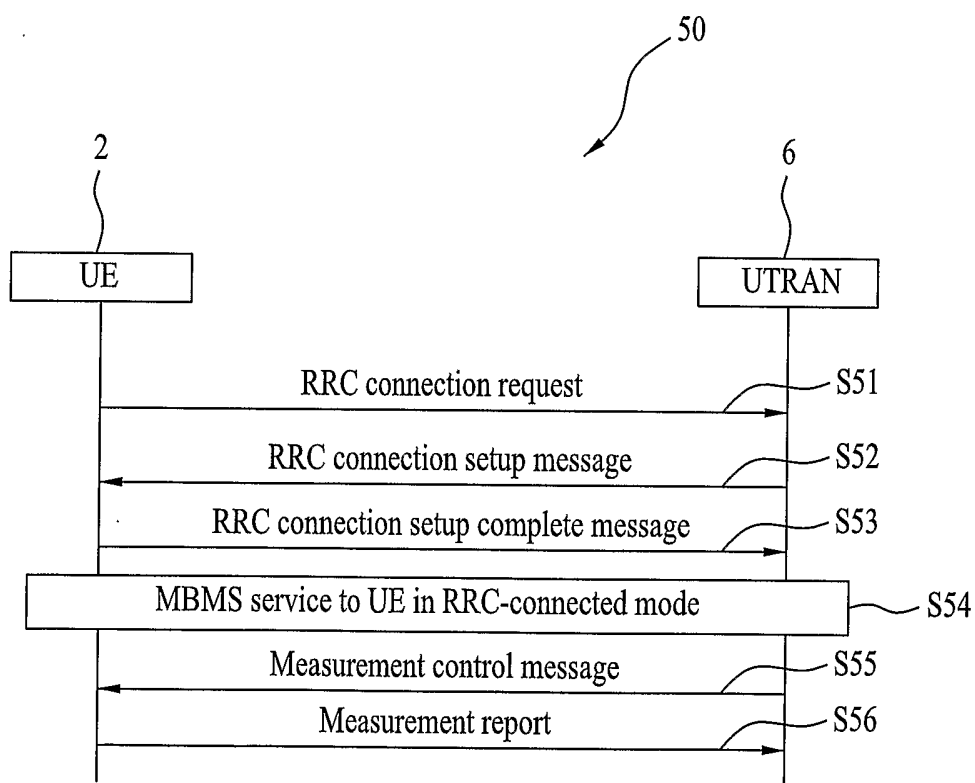 50
2
6
UE
UTRAN
RRC connection request
S51
RRC connection setup message
S52
RRC connection setup complete message
S53
MBMS service to UE in RRC-connected mode
S54
Measurement control message
S55
Measurement report
S56